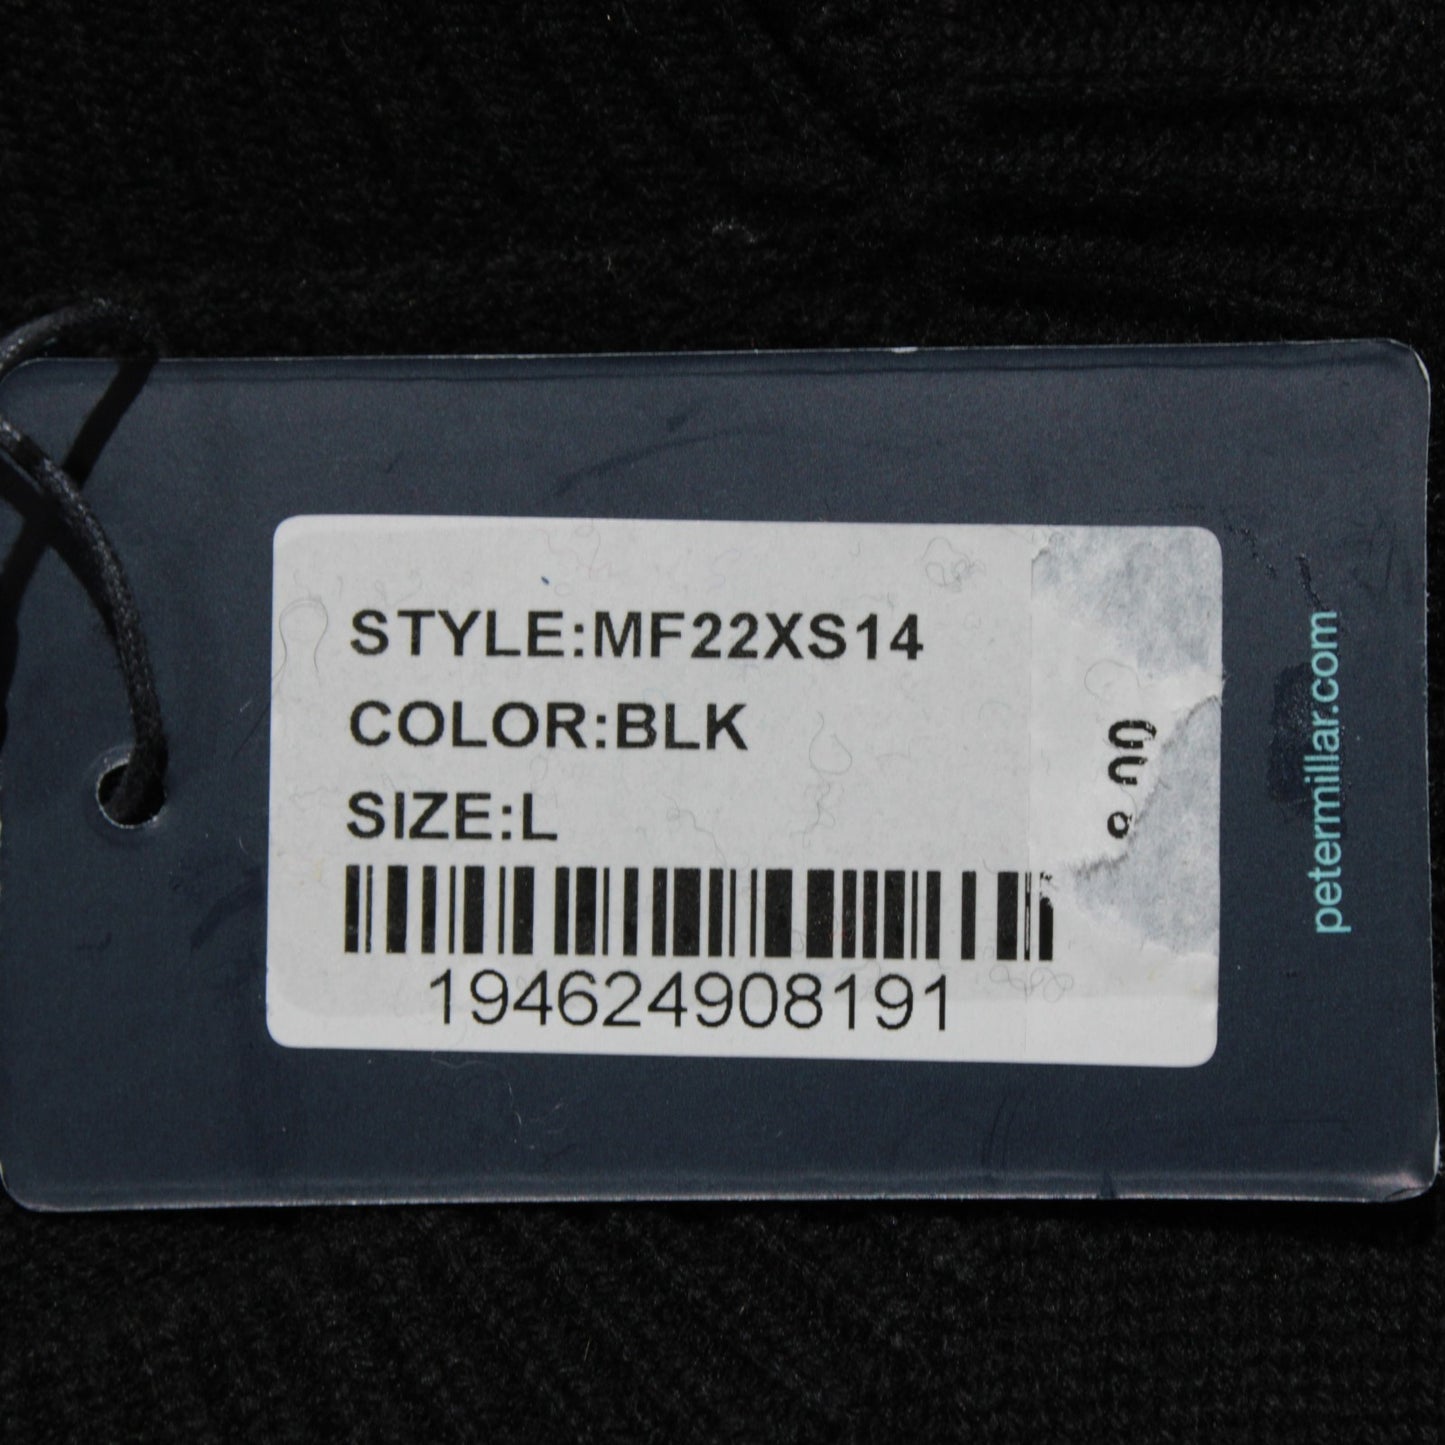 STYLE:MF22XS14
COLOR:BLK
SIZE:L
194624908191
petermillar.com